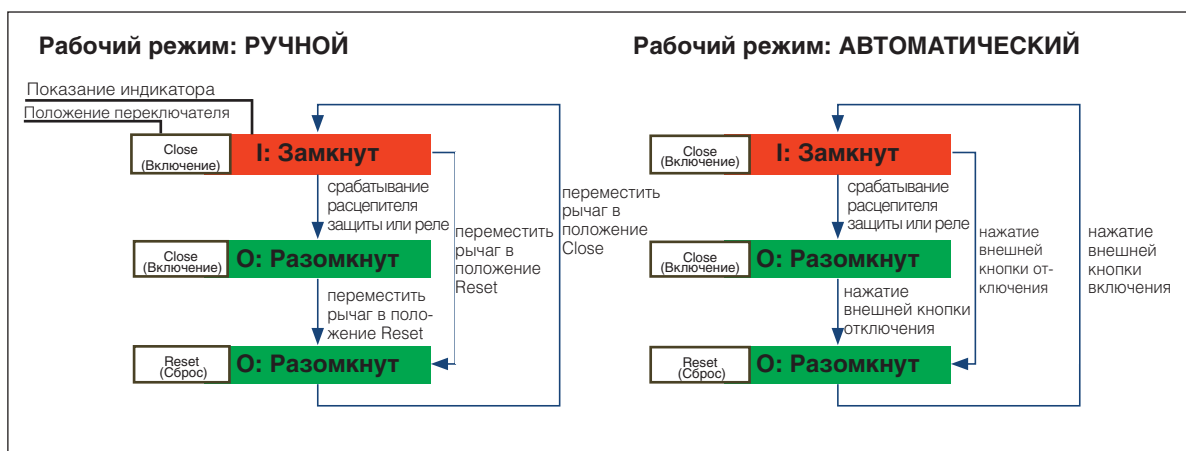 Рабочий режим: РУЧНОЙ
Показание индикатора
Положение переключателя
Close
(Включение)
I: Замкнут
срабатывание
расцепителя
защиты или реле
переместить
рычаг в
положение
Reset
переместить
рычаг в
положение
Close
Close
(Включение)
O: Разомкнут
переместить
рычаг в поло-
жение Reset
Reset
(Сброс)
O: Разомкнут
Рабочий режим: АВТОМАТИЧЕСКИЙ
Close
(Включение)
I: Замкнут
срабатывание
расцепителя
защиты или реле
нажатие
внешней
кнопки от-
ключения
нажатие
внешней
кнопки
включения
Close
(Включение)
O: Разомкнут
нажатие
внешней кнопки
отключения
Reset
(Сброс)
O: Разомкнут